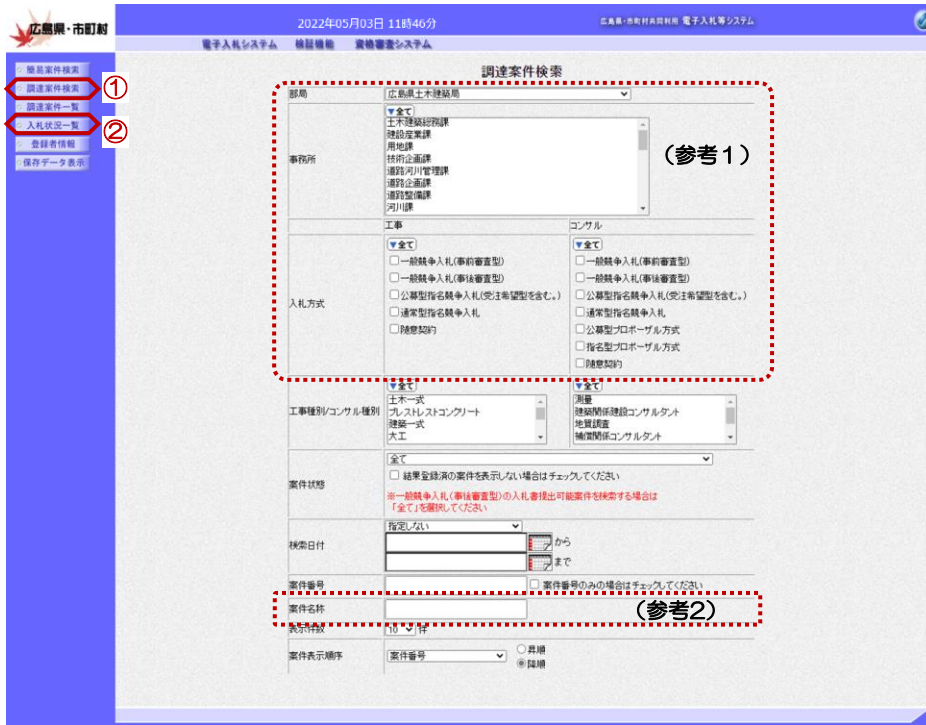 広島県・市町村
2022年05月03日 11時46分
広島県・市町村共同利用 電子入札等システム
電子入札システム 検証機能 資格審査システム
簡易案件検索
調達案件検索
①
調達案件一覧
入札状況一覧
②
登録者情報
保存データ表示
調達案件検索
部局 広島県土木建築局
事務所
▼全て
土木建築総務課
建設産業課
用地課
技術企画課
道路河川管理課
道路企画課
道路整備課
河川課
(参考1)
入札方式
工事 コンサル
▼全て ▼全て
一般競争入札(事前審査型) 一般競争入札(事前審査型)
一般競争入札(事後審査型) 一般競争入札(事後審査型)
公募型指名競争入札(受注希望型を含む。) 公募型指名競争入札(受注希望型を含む。)
通常型指名競争入札 通常型指名競争入札
随意契約 公募型プロポーザル方式
指名型プロポーザル方式
随意契約
工事種別/コンサル種別
▼全て ▼全て
土木一式 測量
プレストレストコンクリート 建築関係建設コンサルタント
建築一式 地質調査
大工 補償関係コンサルタント
案件状態
全て
結果登録済の案件を表示しない場合はチェックしてください
※一般競争入札(事後審査型)の入札書提出可能案件を検索する場合は
「全て」を選択してください
検索日付
指定しない
から
まで
案件番号 案件番号のみの場合はチェックしてください
案件名称 (参考2)
表示件数 10 件
案件表示順序 案件番号
昇順
降順